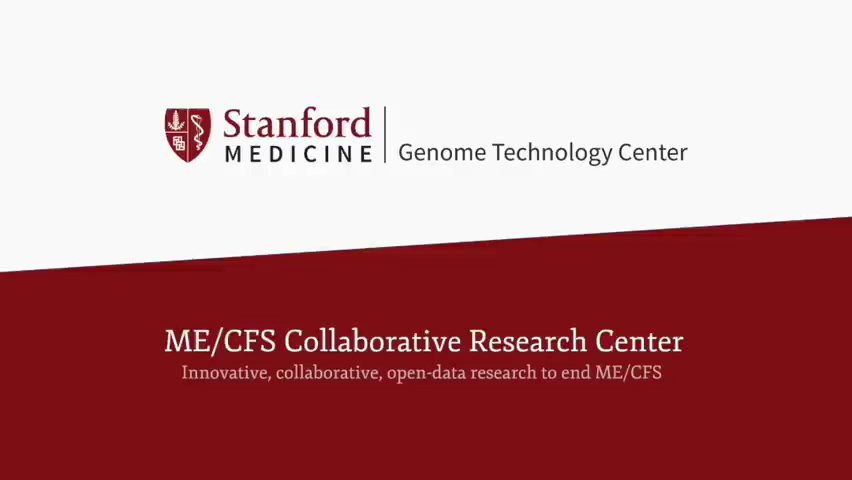 Stanford
MEDICINE
Genome Technology Center
ME/CFS Collaborative Research Center
Innovative, collaborative, open-data research to end ME/CFS